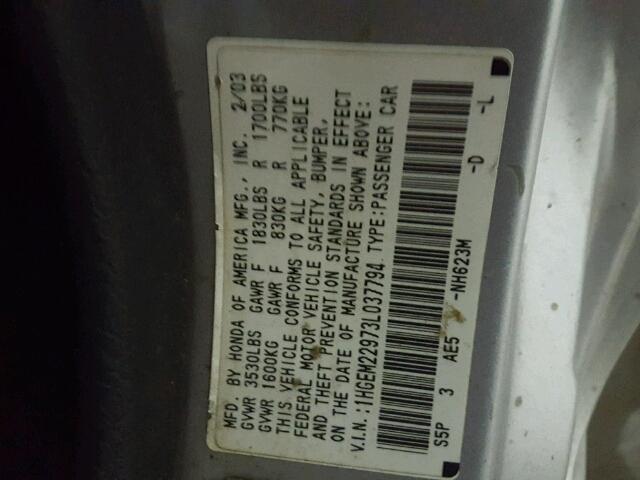 MFD. BY HONDA OF AMERICA MFG., INC. 2/03
GVWR 3530LBS GAWR F 1830LBS R 1700LBS
GVWR 1600KG GAWR F 830KG R 770KG
THIS VEHICLE CONFORMS TO ALL APPLICABLE
FEDERAL MOTOR VEHICLE SAFETY, BUMPER,
AND THEFT PREVENTION STANDARDS IN EFFECT
ON THE DATE OF MANUFACTURE SHOWN ABOVE:
V.I.N.:1HGEM22973L037794 TYPE:PASSENGER CAR
S5P 3 AE5 -NH623M -D -L